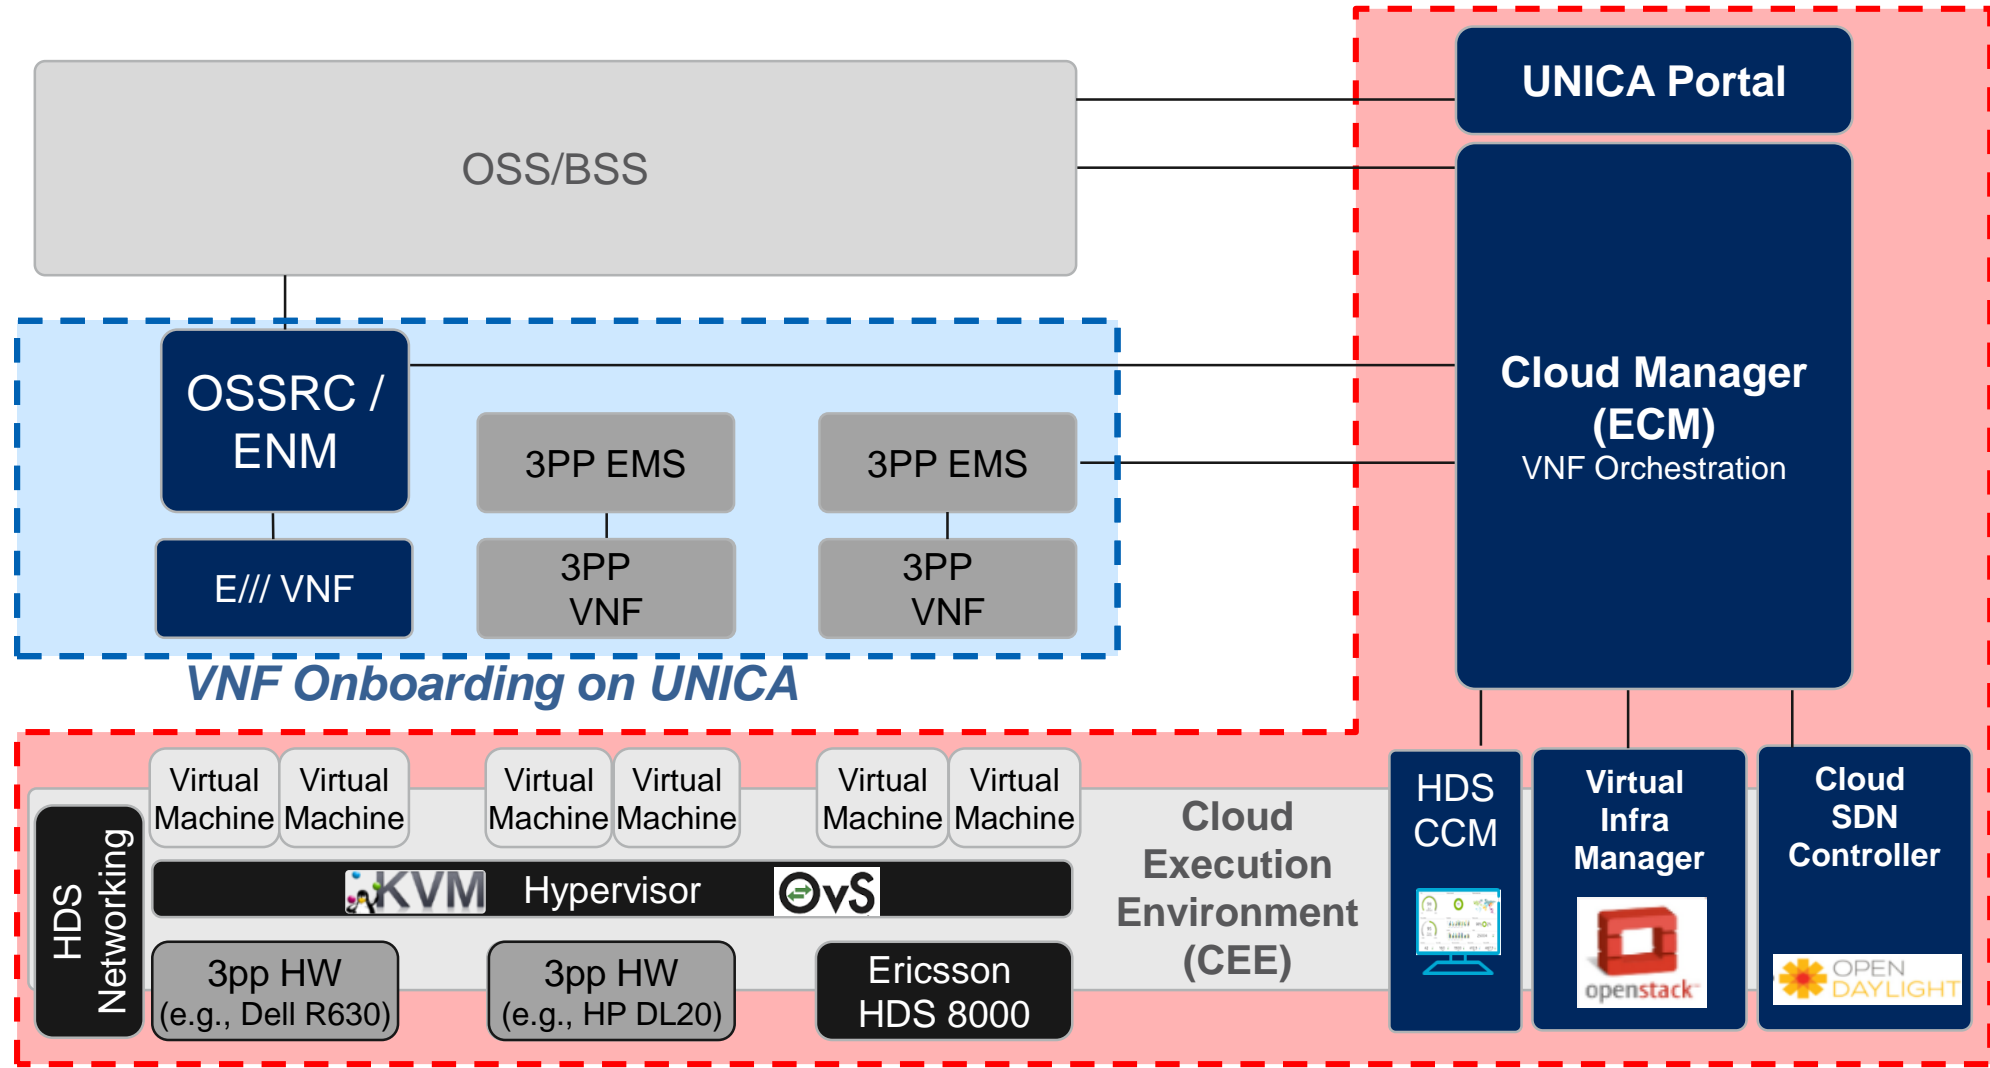 UNICA Portal
OSS/BSS
Cloud Manager
(ECM)
VNF Orchestration
OSSRC /
ENM
3PP EMS
3PP EMS
E/// VNF
3PP
VNF
3PP
VNF
VNF Onboarding on UNICA
Virtual
Machine
Virtual
Machine
Virtual
Machine
Virtual
Machine
Virtual
Machine
Virtual
Machine
HDS
Networking
KVM
Hypervisor
OvS
3pp HW
(e.g., Dell R630)
3pp HW
(e.g., HP DL20)
Ericsson
HDS 8000
Cloud
Execution
Environment
(CEE)
HDS
CCM
Virtual
Infra
Manager
openstack
Cloud
SDN
Controller
OPEN
DAYLIGHT